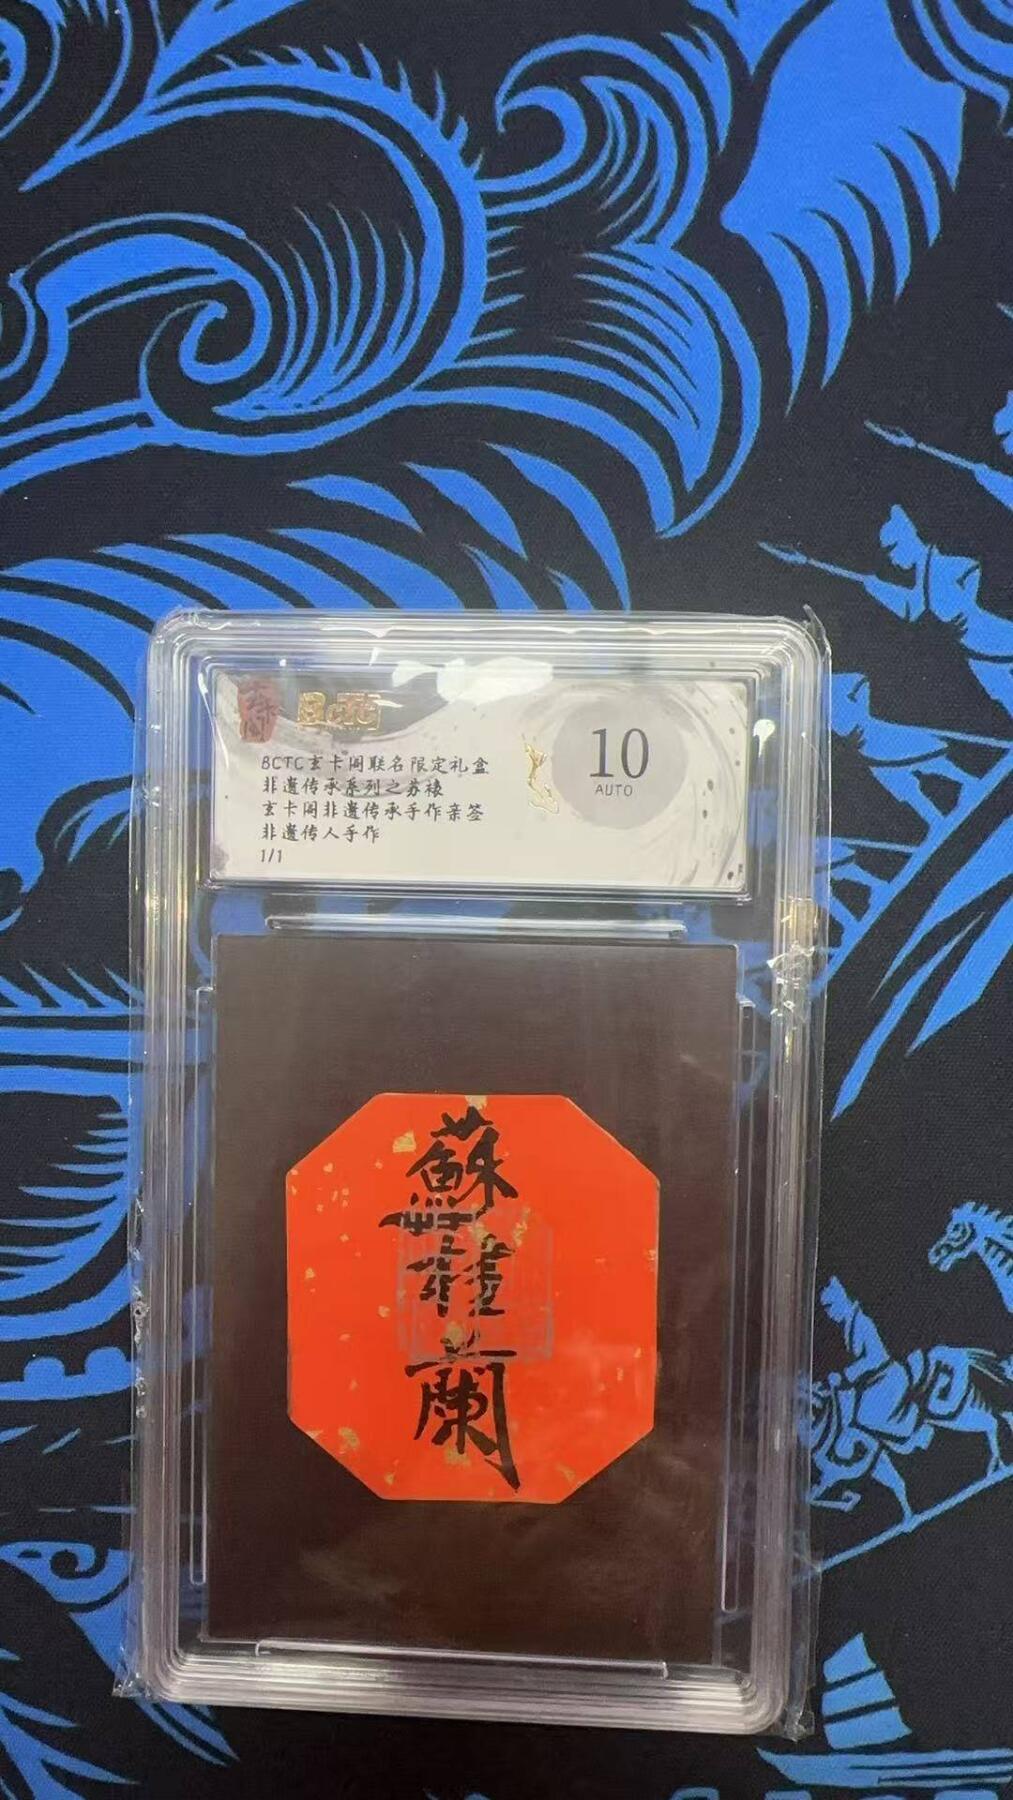 BCTC
BCTC玄卡阁联名限定礼盒
非遗传承系列之苏裱
玄卡阁非遗传承手作亲签
非遗传人手作
1/1
10
AUTO
蘇
蘭